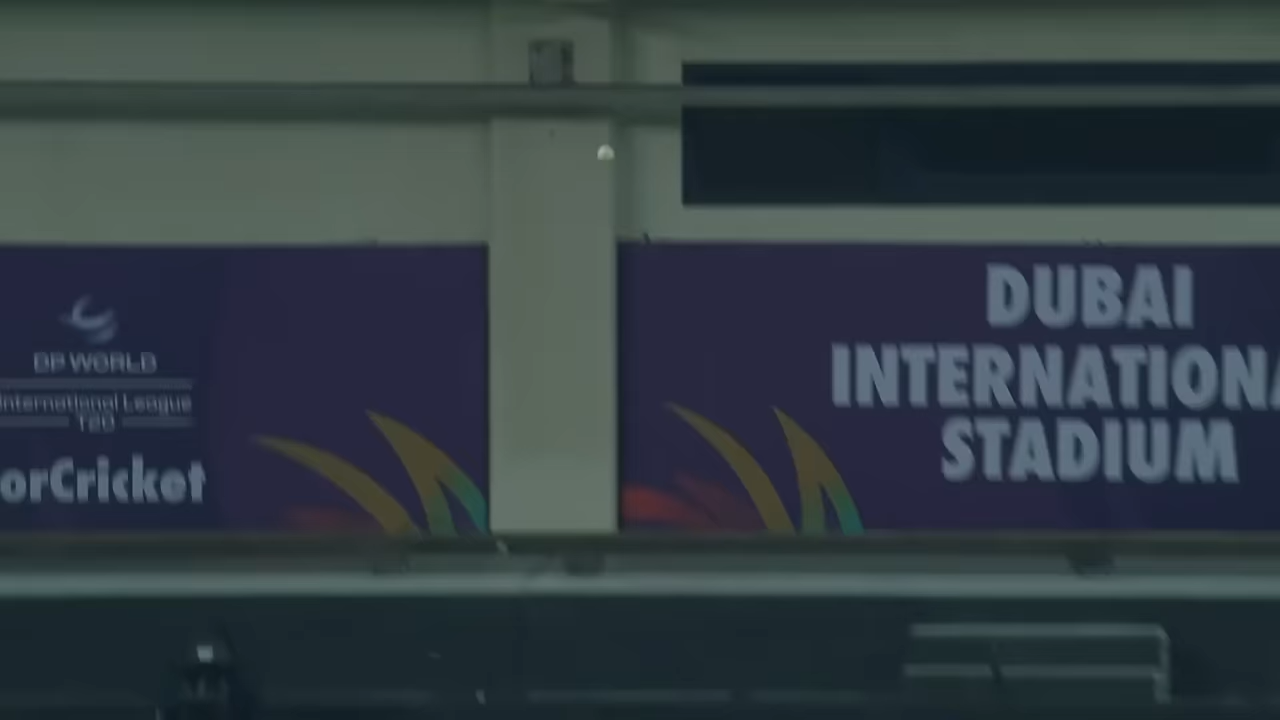 DP WORLD
International League
T20
orCricket
DUBAI
INTERNATIONA
STADIUM